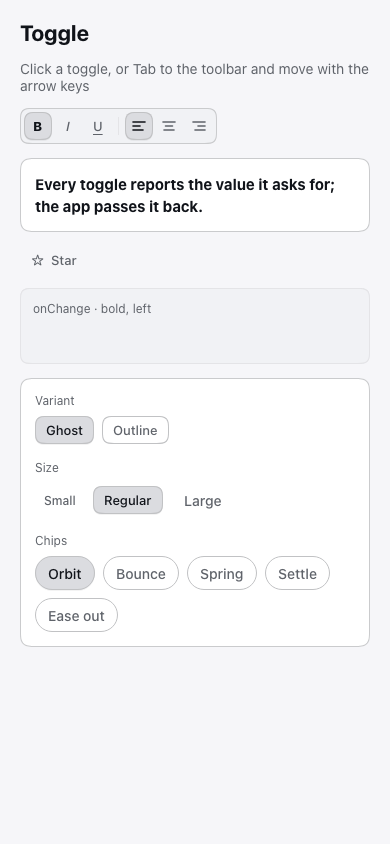 Toggle
Click a toggle, or Tab to the toolbar and move with the
arrow keys
B I U
Every toggle reports the value it asks for;
the app passes it back.
Star
onChange · bold, left
Variant
Ghost Outline
Size
Small Regular Large
Chips
Orbit Bounce Spring Settle
Ease out